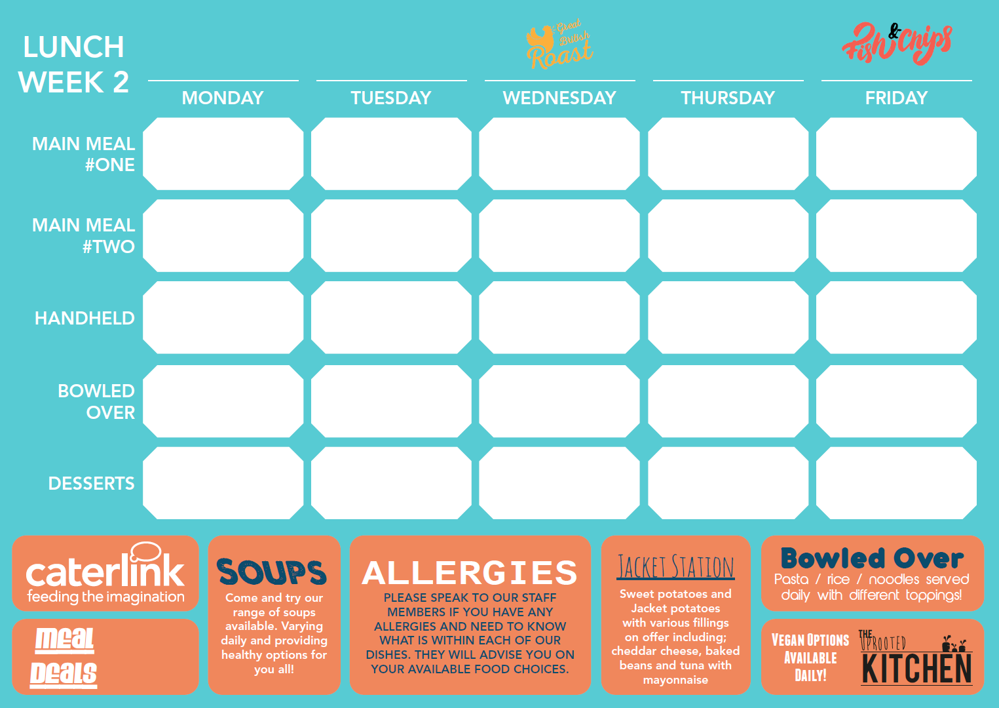 LUNCH
WEEK 2
Great
British
Roast
Fish & Chips
MONDAY
TUESDAY
WEDNESDAY
THURSDAY
FRIDAY
MAIN MEAL
#ONE
MAIN MEAL
#TWO
HANDHELD
BOWLED
OVER
DESSERTS
caterlink
feeding the imagination
MEAL
DEALS
SOUPS
Come and try our
range of soups
available. Varying
daily and providing
healthy options for
you all!
ALLERGIES
PLEASE SPEAK TO OUR STAFF
MEMBERS IF YOU HAVE ANY
ALLERGIES AND NEED TO KNOW
WHAT IS WITHIN EACH OF OUR
DISHES. THEY WILL ADVISE YOU ON
YOUR AVAILABLE FOOD CHOICES.
JACKET STATION
Sweet potatoes and
Jacket potatoes
with various fillings
on offer including;
cheddar cheese, baked
beans and tuna with
mayonnaise
Bowled Over
Pasta / rice / noodles served
daily with different toppings!
VEGAN OPTIONS
AVAILABLE
DAILY!
THE
UPROOTED
KITCHEN